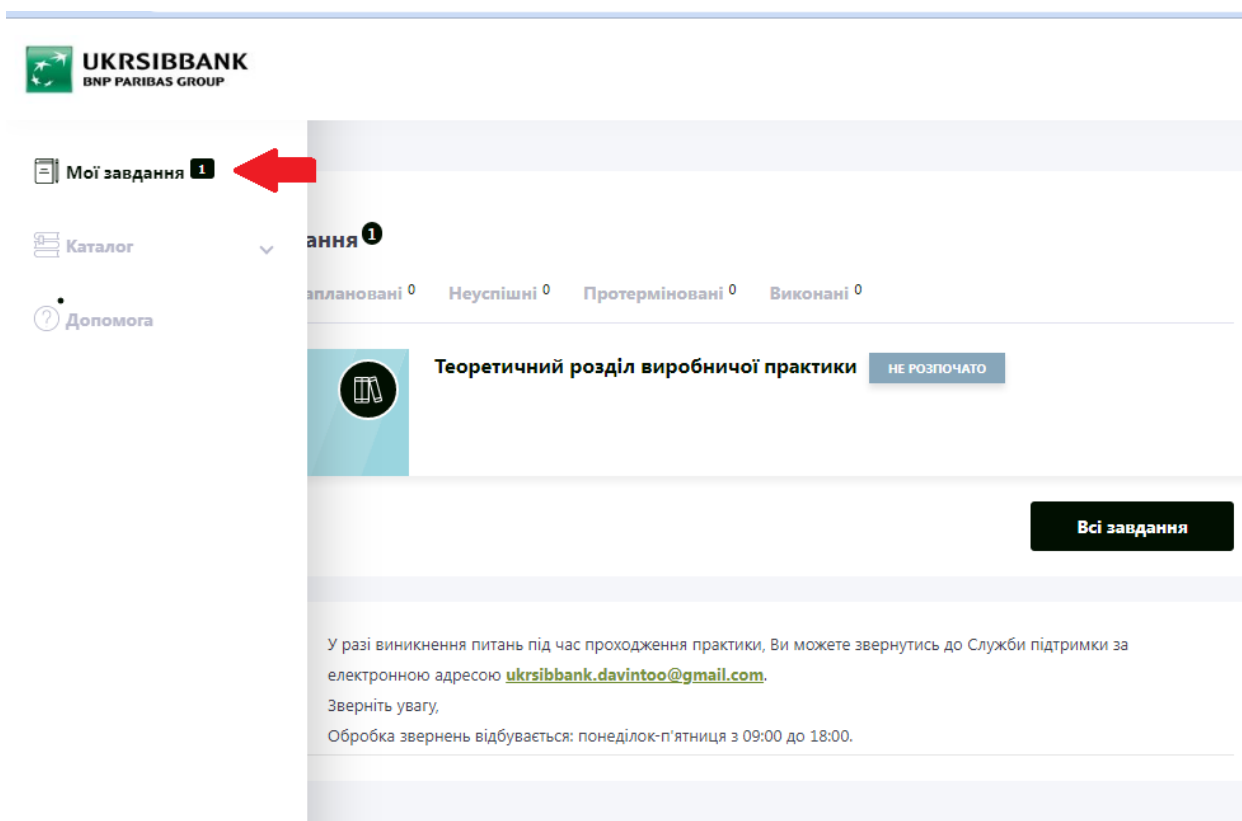 UKRSIBBANK
BNP PARIBAS GROUP
Мої завдання 1
Каталог
Допомога
ання 1
аплановані 0 Неуспішні 0 Протерміновані 0 Виконані 0
Теоретичний розділ виробничої практики НЕ РОЗПОЧАТО
Всі завдання
У разі виникнення питань під час проходження практики, Ви можете звернутись до Служби підтримки за
електронною адресою ukrsibbank.davintoo@gmail.com.
Зверніть увагу,
Обробка звернень відбувається: понеділок-п'ятниця з 09:00 до 18:00.